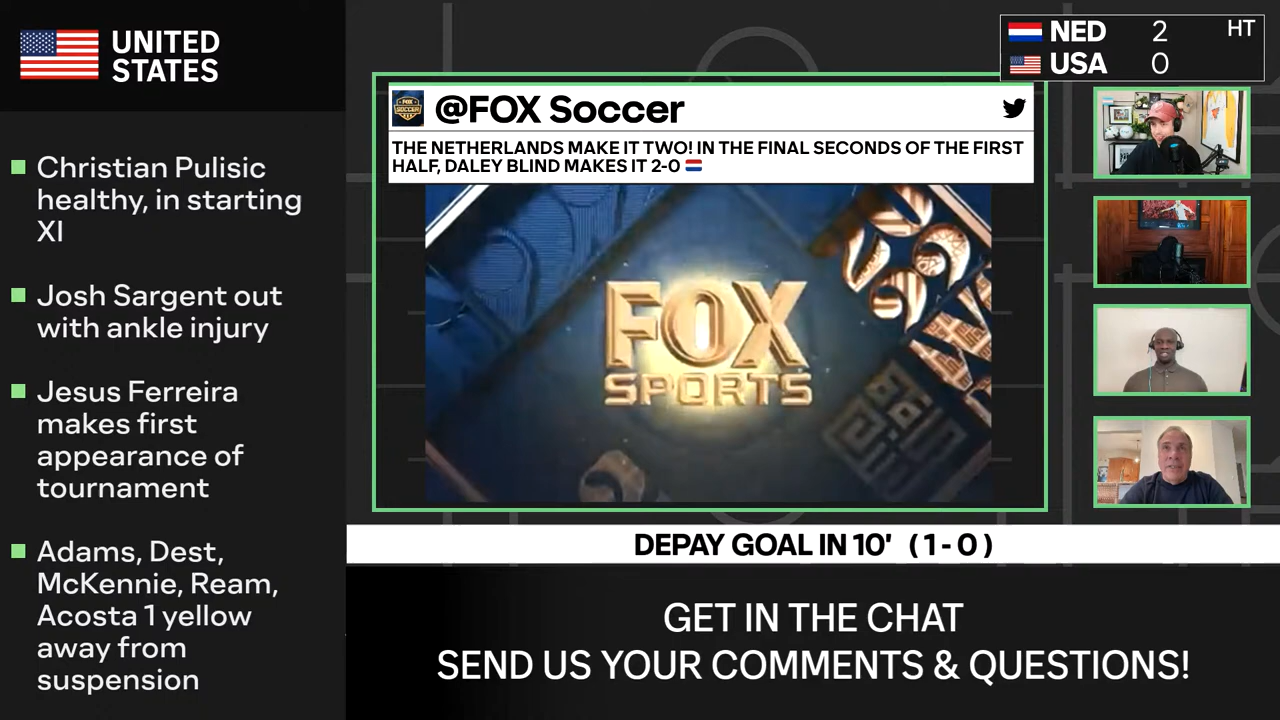 UNITED
STATES
Christian Pulisic
healthy, in starting
XI
Josh Sargent out
with ankle injury
Jesus Ferreira
makes first
appearance of
tournament
Adams, Dest,
McKennie, Ream,
Acosta 1 yellow
away from
suspension
NED 2 HT
USA 0
@FOX Soccer
THE NETHERLANDS MAKE IT TWO! IN THE FINAL SECONDS OF THE FIRST
HALF, DALEY BLIND MAKES IT 2-0
FOX
SPORTS
DEPAY GOAL IN 10' (1-0)
GET IN THE CHAT
SEND US YOUR COMMENTS & QUESTIONS!